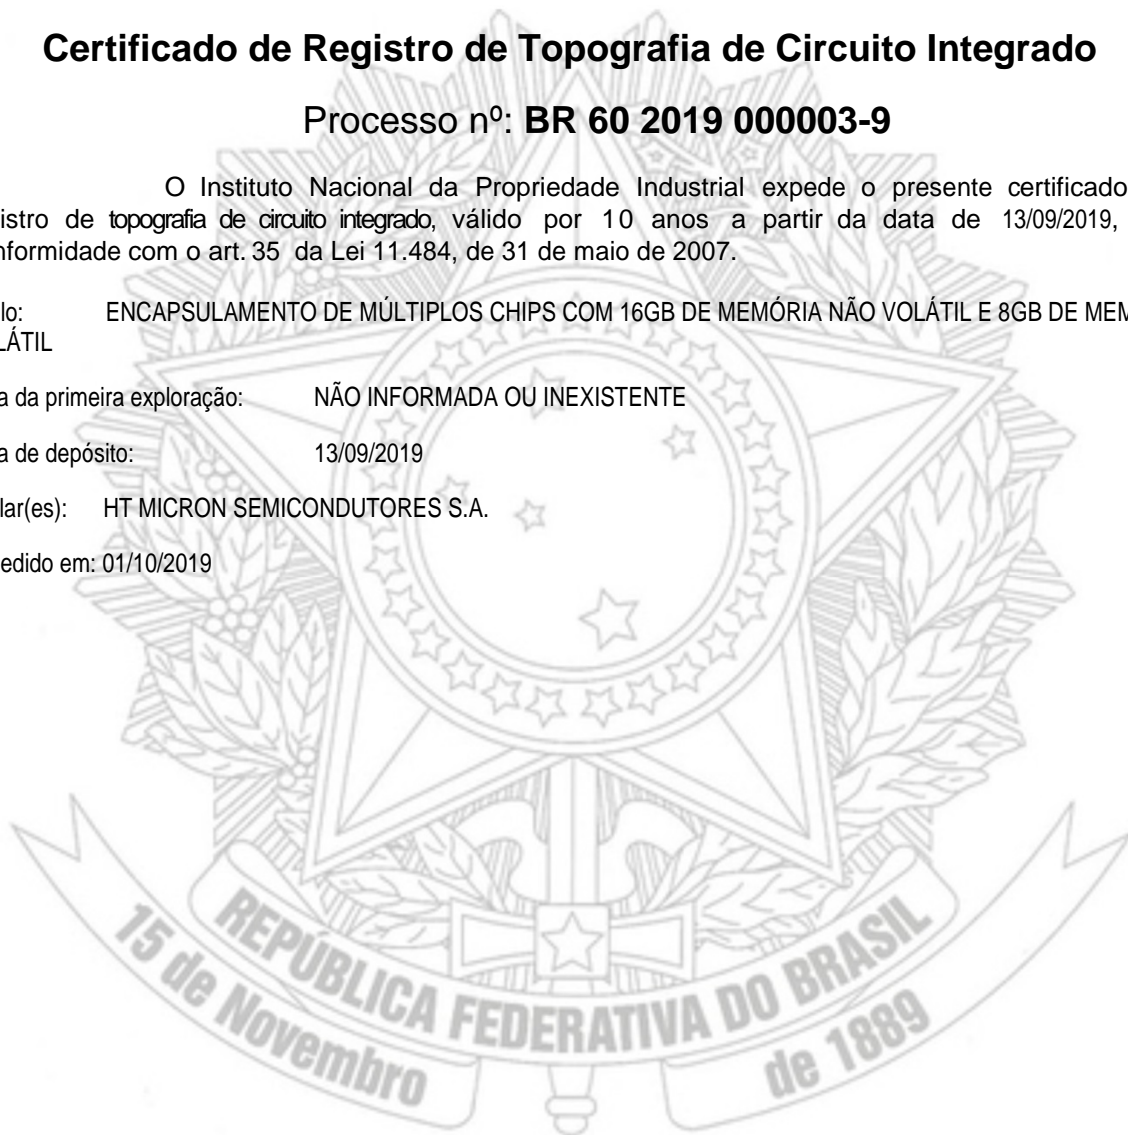 Certificado de Registro de Topografia de Circuito Integrado
Processo nº: BR 60 2019 000003-9
O Instituto Nacional da Propriedade Industrial expede o presente certificado
istro de topografia de circuito integrado, válido por 10 anos a partir da data de 13/09/2019,
nformidade com o art. 35 da Lei 11.484, de 31 de maio de 2007.
lo: ENCAPSULAMENTO DE MÚLTIPLOS CHIPS COM 16GB DE MEMÓRIA NÃO VOLÁTIL E 8GB DE MEM
LÁTIL
a da primeira exploração: NÃO INFORMADA OU INEXISTENTE
a de depósito: 13/09/2019
lar(es): HT MICRON SEMICONDUTORES S.A.
edido em: 01/10/2019
REPÚBLICA FEDERATIVA DO BRASIL
15 de Novembro de 1889